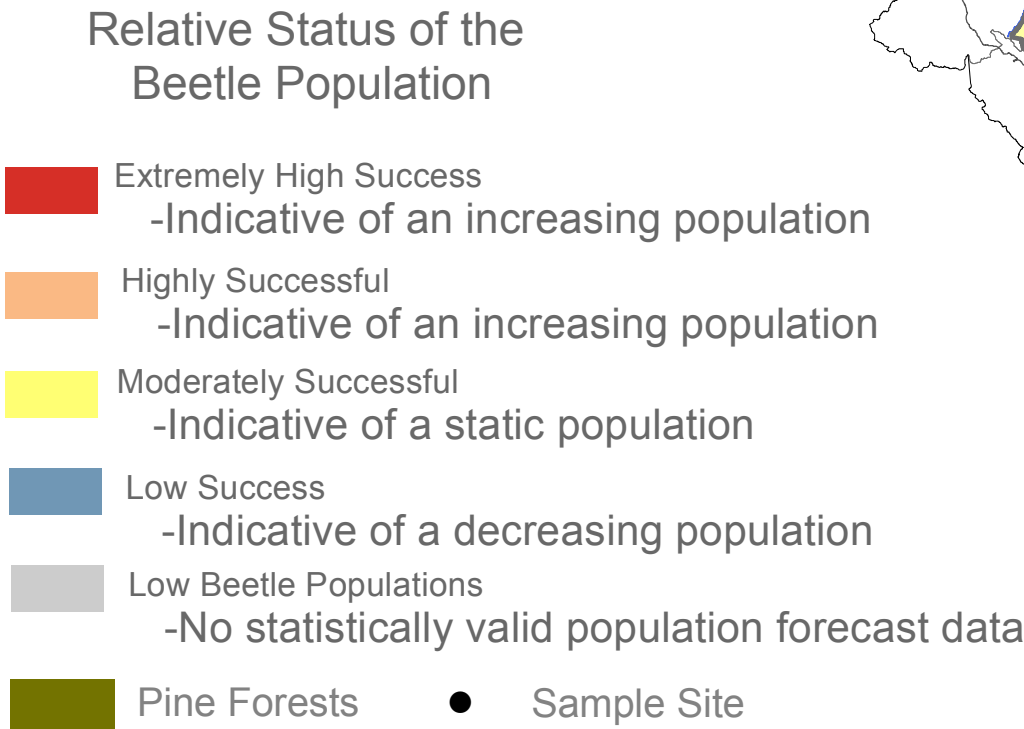 Relative Status of the
Beetle Population
Extremely High Success
-Indicative of an increasing population
Highly Successful
-Indicative of an increasing population
Moderately Successful
-Indicative of a static population
Low Success
-Indicative of a decreasing population
Low Beetle Populations
-No statistically valid population forecast data
Pine Forests
Sample Site